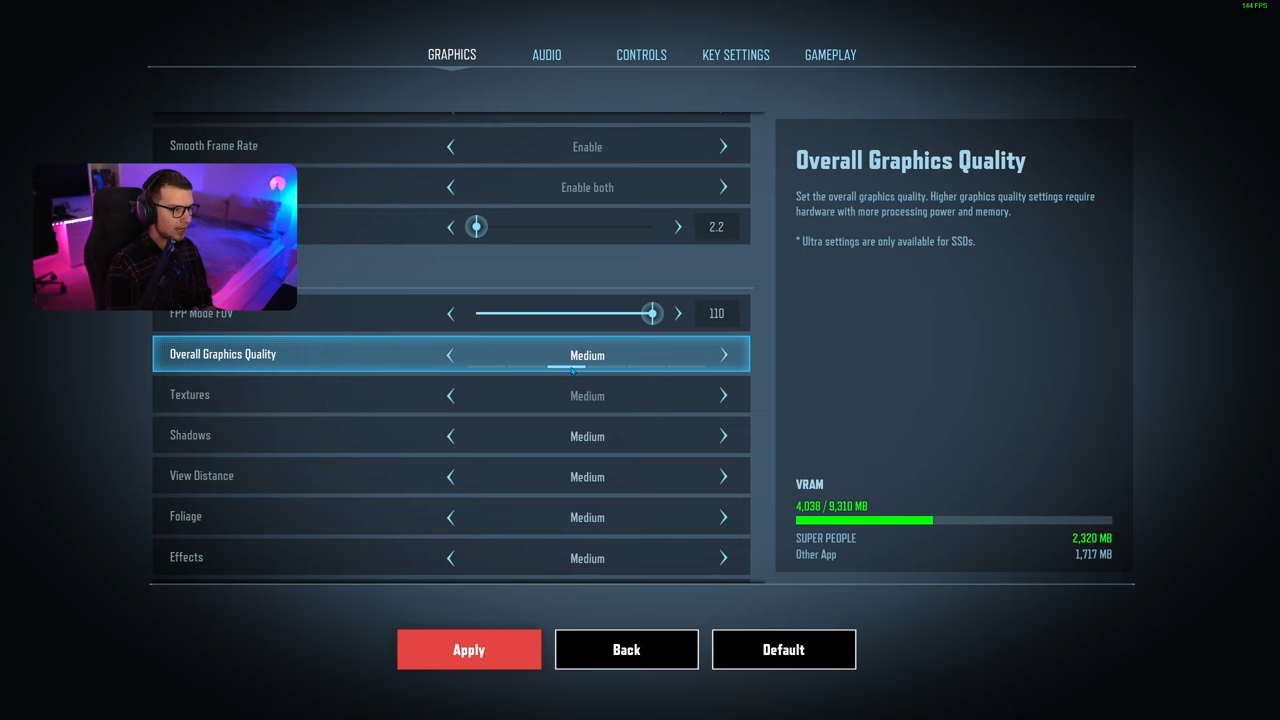 144 FPS
GRAPHICS
AUDIO
CONTROLS
KEY SETTINGS
GAMEPLAY
Smooth Frame Rate
Enable
Enable both
2.2
FPP Mode FOV
110
Overall Graphics Quality
Medium
Textures
Medium
Shadows
Medium
View Distance
Medium
Foliage
Medium
Effects
Medium
Overall Graphics Quality
Set the overall graphics quality. Higher graphics quality settings require
hardware with more processing power and memory.
* Ultra settings are only available for SSDs.
VRAM
4,038 / 9,310 MB
SUPER PEOPLE 2,320 MB
Other App 1,717 MB
Apply
Back
Default